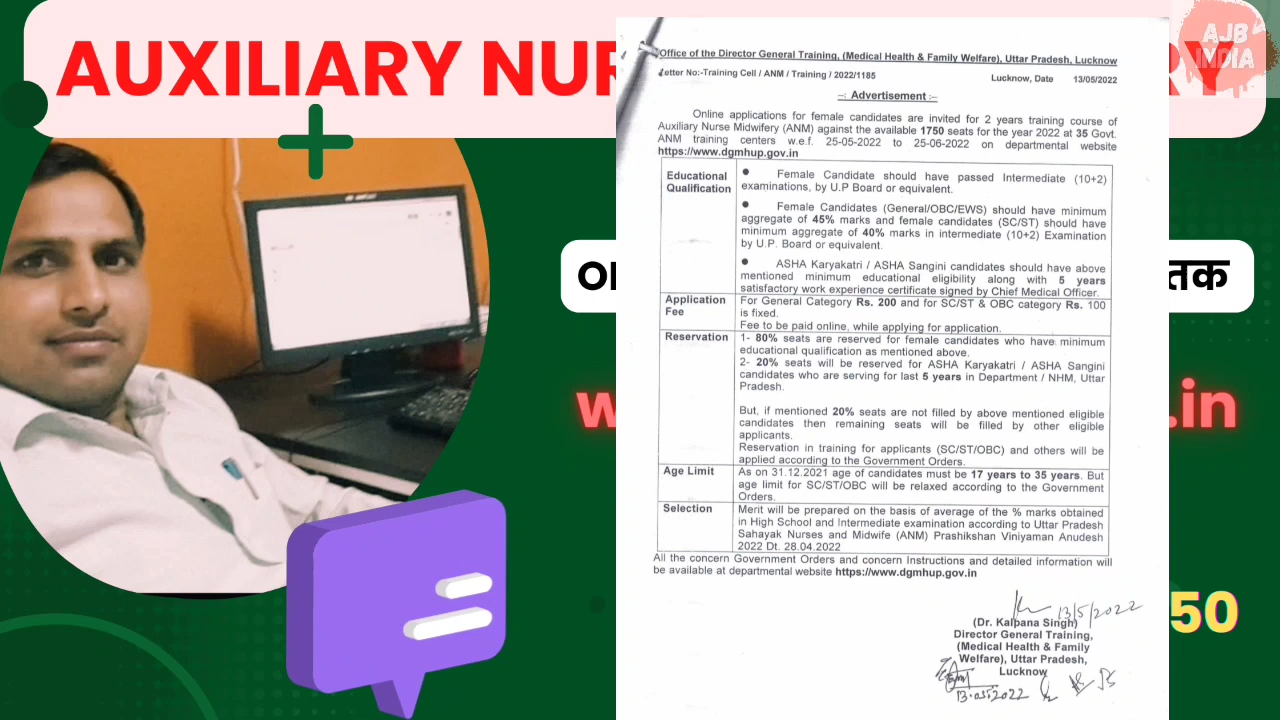 AUXILIARY NUR
RY
AJB
INDIA
Office of the Director General Training, (Medical Health & Family Welfare), Uttar Pradesh, Lucknow
Letter No:-Training Cell / ANM / Training / 2022/1185 Lucknow, Date 13/05/2022
–: Advertisement :–
Online applications for female candidates are invited for 2 years training course of
Auxiliary Nurse Midwifery (ANM) against the available 1750 seats for the year 2022 at 35 Govt.
ANM training centers w.e.f. 25-05-2022 to 25-06-2022 on departmental website
https://www.dgmhup.gov.in
Educational
Qualification
● Female Candidate should have passed Intermediate (10+2)
examinations, by U.P Board or equivalent.
● Female Candidates (General/OBC/EWS) should have minimum
aggregate of 45% marks and female candidates (SC/ST) should have
minimum aggregate of 40% marks in intermediate (10+2) Examination
by U.P. Board or equivalent.
● ASHA Karyakatri / ASHA Sangini candidates should have above
mentioned minimum educational eligibility along with 5 years
satisfactory work experience certificate signed by Chief Medical Officer.
Application
Fee
For General Category Rs. 200 and for SC/ST & OBC category Rs. 100
is fixed.
Fee to be paid online, while applying for application.
Reservation
1- 80% seats are reserved for female candidates who have minimum
educational qualification as mentioned above.
2- 20% seats will be reserved for ASHA Karyakatri / ASHA Sangini
candidates who are serving for last 5 years in Department / NHM, Uttar
Pradesh.
But, if mentioned 20% seats are not filled by above mentioned eligible
candidates then remaining seats will be filled by other eligible
applicants.
Reservation in training for applicants (SC/ST/OBC) and others will be
applied according to the Government Orders.
Age Limit
As on 31.12.2021 age of candidates must be 17 years to 35 years. But
age limit for SC/ST/OBC will be relaxed according to the Government
Orders.
Selection
Merit will be prepared on the basis of average of the % marks obtained
in High School and Intermediate examination according to Uttar Pradesh
Sahayak Nurses and Midwife (ANM) Prashikshan Viniyaman Anudesh
2022 Dt. 28.04.2022
All the concern Government Orders and concern Instructions and detailed information will
be available at departmental website https://www.dgmhup.gov.in
13/5/2022
(Dr. Kalpana Singh)
Director General Training,
(Medical Health & Family
Welfare), Uttar Pradesh,
Lucknow
13.05.2022
तक
w
.in
50